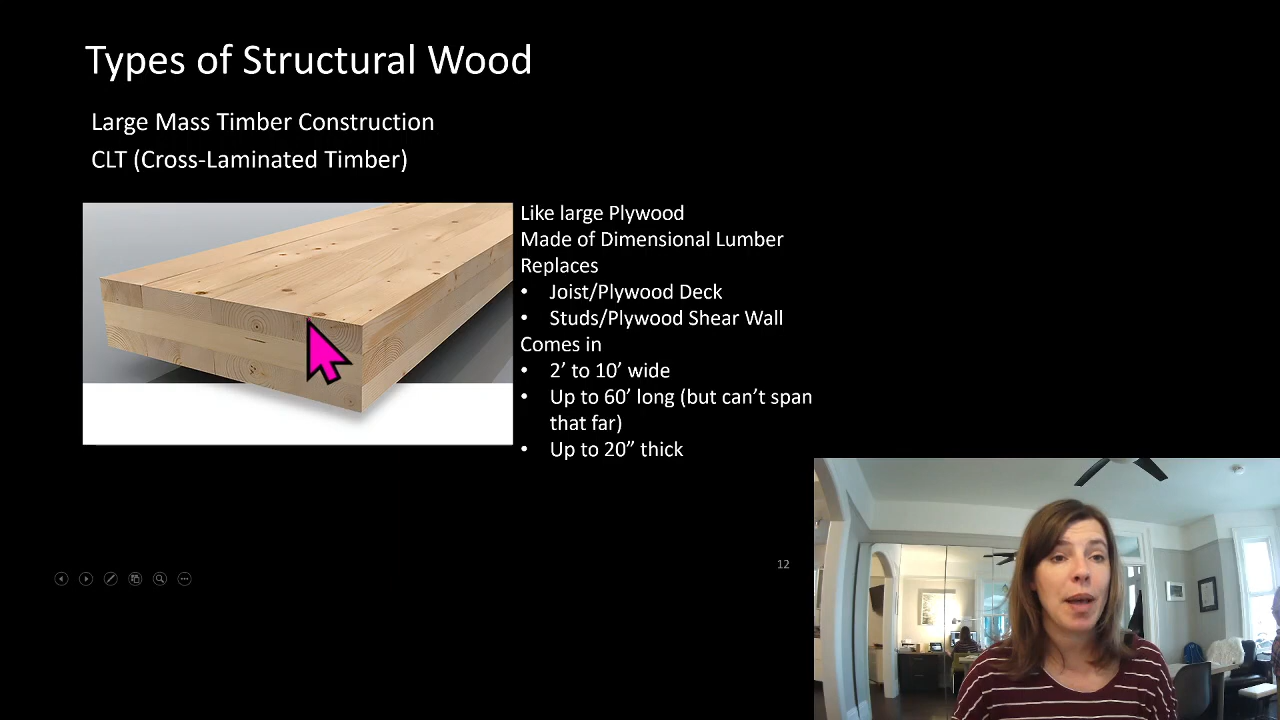 Types of Structural Wood
Large Mass Timber Construction
CLT (Cross-Laminated Timber)
Like large Plywood
Made of Dimensional Lumber
Replaces
• Joist/Plywood Deck
• Studs/Plywood Shear Wall
Comes in
• 2’ to 10’ wide
• Up to 60’ long (but can’t span
that far)
• Up to 20” thick
12